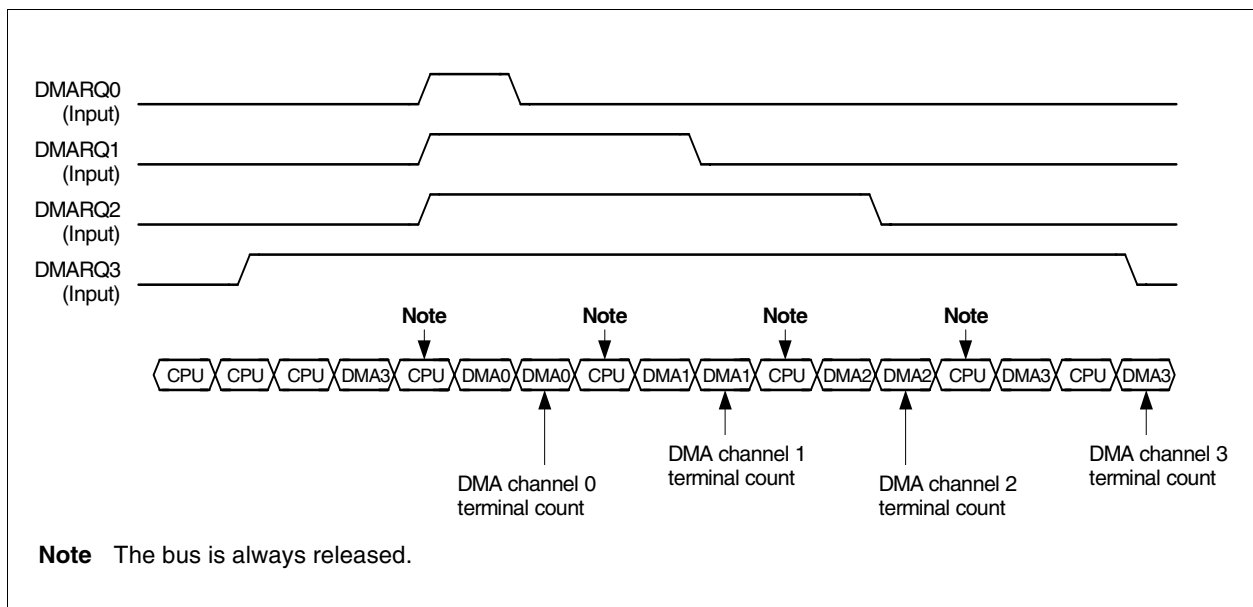 DMARQ0
(Input)
DMARQ1
(Input)
DMARQ2
(Input)
DMARQ3
(Input)
Note Note Note Note
CPU CPU CPU DMA3 CPU DMA0 DMA0 CPU DMA1 DMA1 CPU DMA2 DMA2 CPU DMA3 CPU DMA3
DMA channel 0
terminal count
DMA channel 1
terminal count
DMA channel 2
terminal count
DMA channel 3
terminal count
Note The bus is always released.